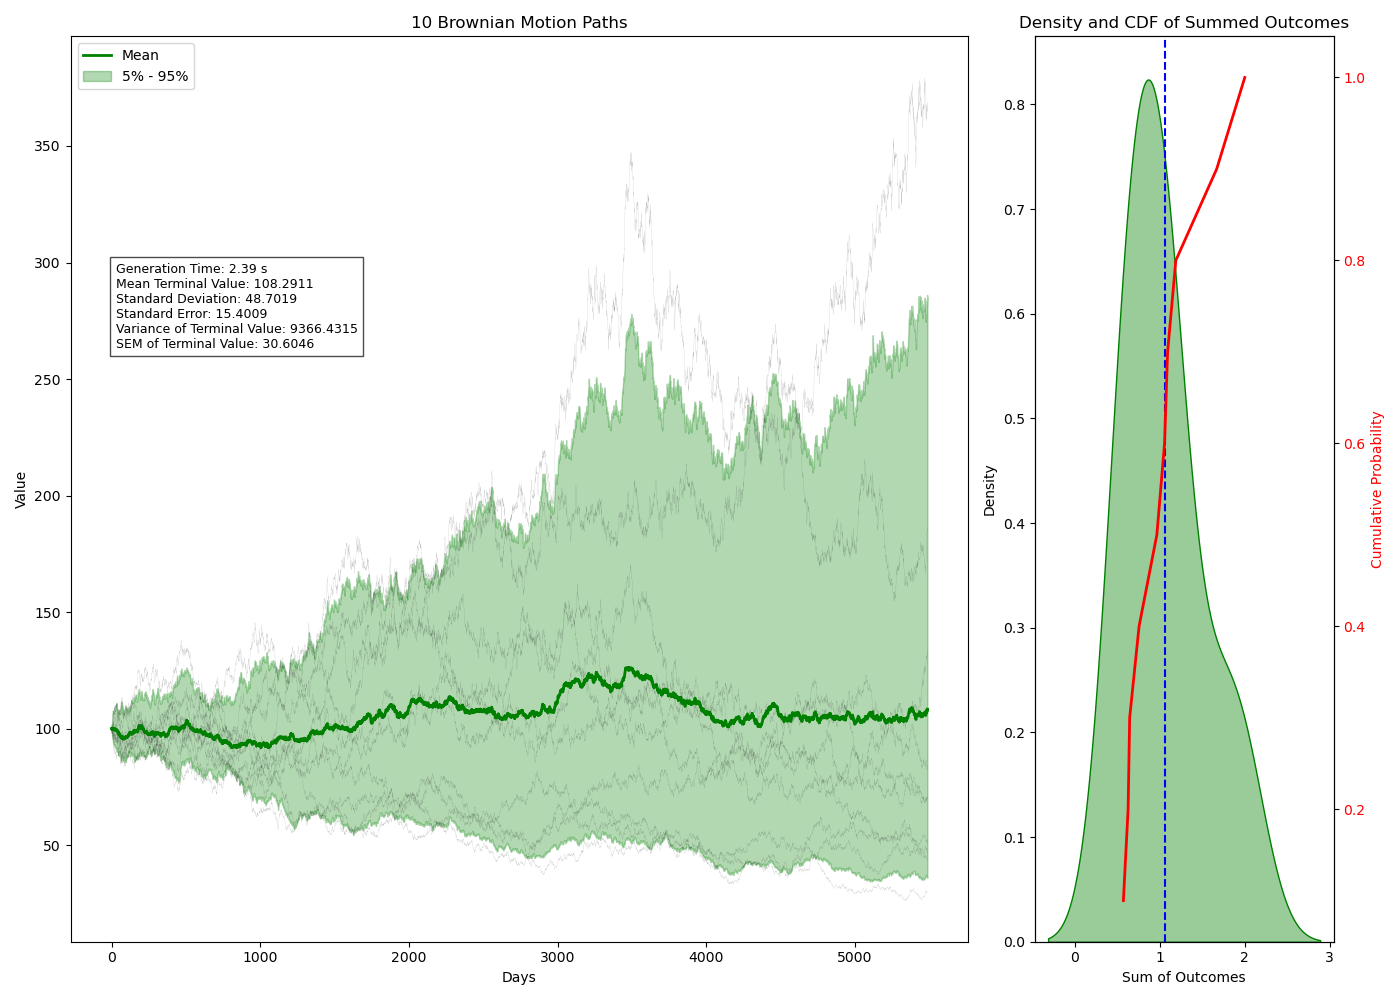 10 Brownian Motion Paths
Mean
5% - 95%
Generation Time: 2.39 s
Mean Terminal Value: 108.2911
Standard Deviation: 48.7019
Standard Error: 15.4009
Variance of Terminal Value: 9366.4315
SEM of Terminal Value: 30.6046
Value
350
300
250
200
150
100
50
0
1000
2000
3000
4000
5000
Days
Density and CDF of Summed Outcomes
Density
0.8
0.7
0.6
0.5
0.4
0.3
0.2
0.1
0.0
0
1
2
3
Sum of Outcomes
1.0
0.8
0.6
0.4
0.2
Cumulative Probability